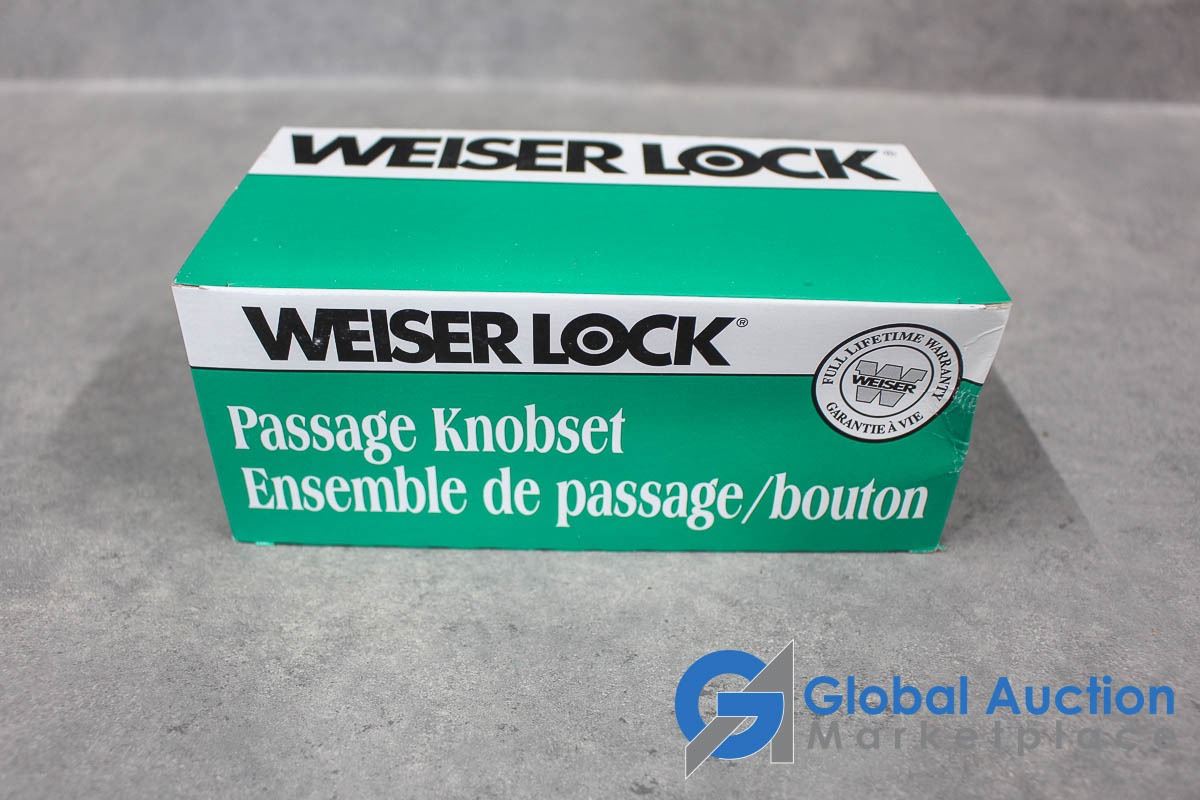 WEISER LOCK®
WEISER LOCK®
FULL LIFETIME WARRANTY
WEISER
GARANTIE À VIE
Passage Knobset
Ensemble de passage/bouton
Global Auction
Marketplace